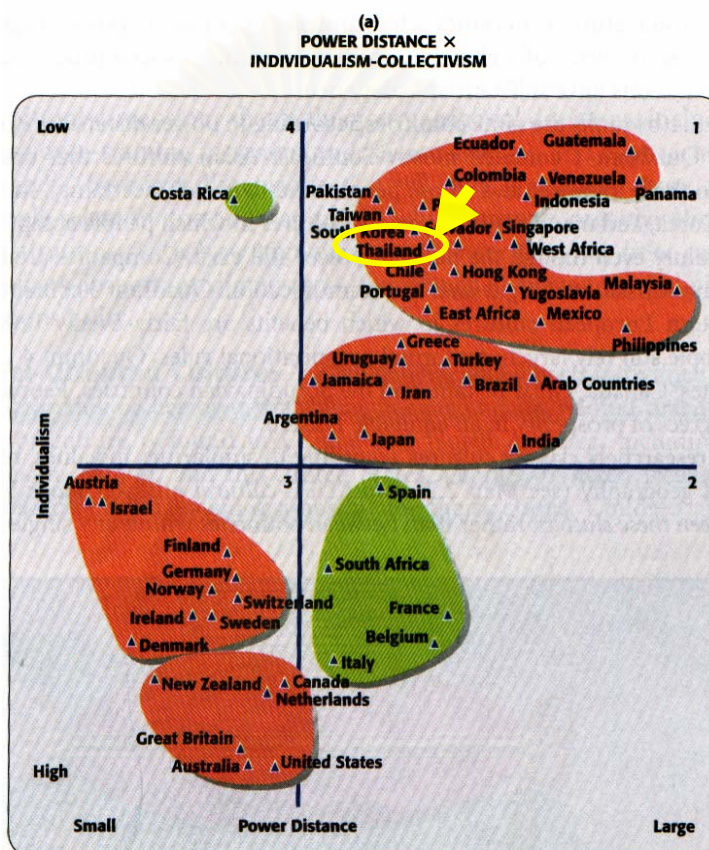 (a)
POWER DISTANCE ×
INDIVIDUALISM-COLLECTIVISM
Low 4 1
Ecuador Guatemala
Colombia Venezuela
Costa Rica Pakistan Indonesia Panama
Taiwan
South Korea Singapore
Thailand West Africa
Chile Hong Kong
Portugal Yugoslavia Malaysia
East Africa Mexico
Philippines
Greece
Uruguay Turkey
Jamaica Iran Brazil Arab Countries
Argentina
Japan India
Individualism
3 2
Austria
Israel
Spain
Finland
Germany South Africa
Norway
Switzerland
Ireland Sweden France
Denmark Belgium
Italy
New Zealand Canada
Netherlands
Great Britain
Australia United States
High
Small Power Distance Large